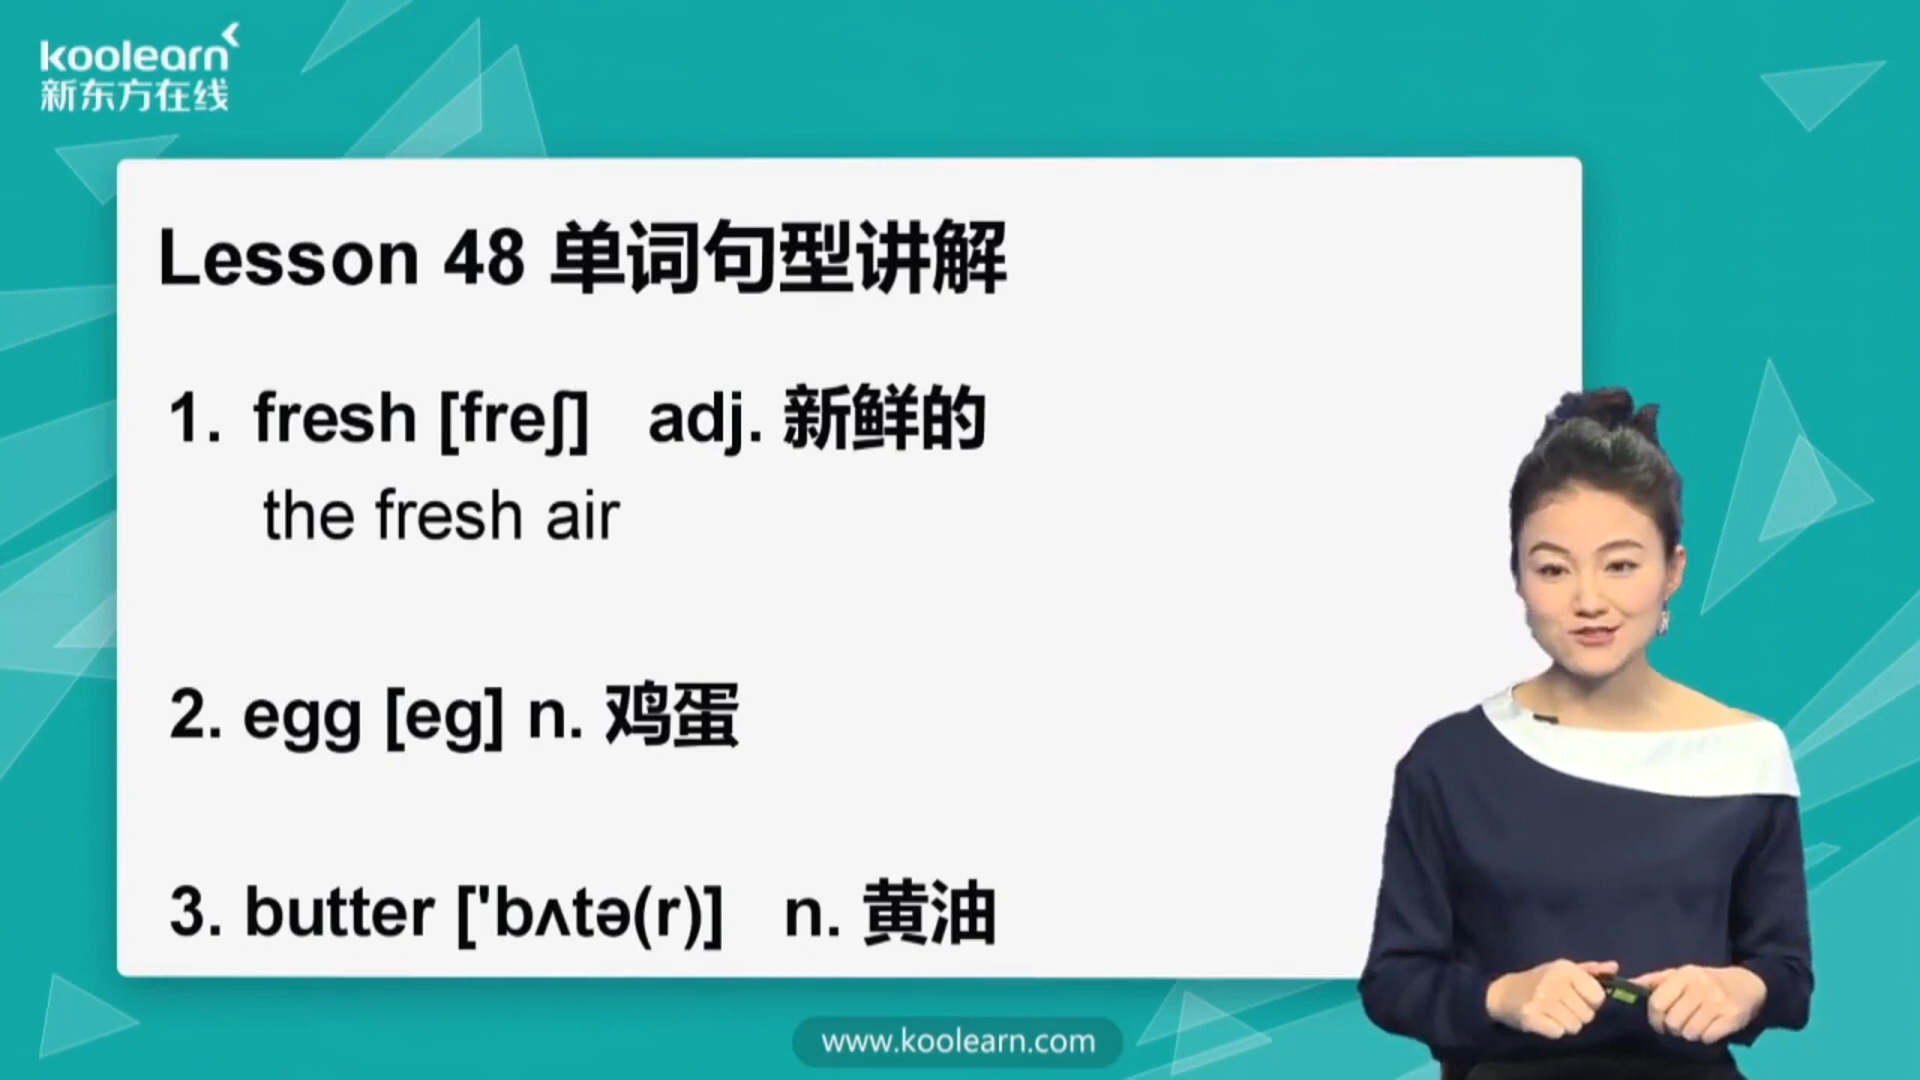 koolearn
新东方在线
Lesson 48 单词句型讲解
1. fresh [freʃ] adj. 新鲜的
the fresh air
2. egg [eg] n. 鸡蛋
3. butter ['bʌtə(r)] n. 黄油
www.koolearn.com